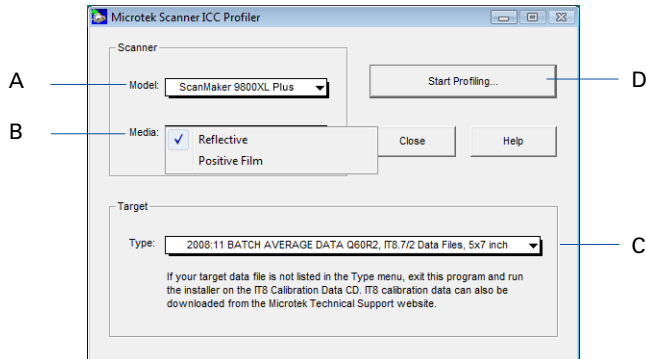 Microtek Scanner ICC Profiler
Scanner
A
Model: ScanMaker 9800XL Plus
Start Profiling...
D
B
Media:
Reflective
Positive Film
Close
Help
Target
Type: 2008:11 BATCH AVERAGE DATA Q60R2, IT8.7/2 Data Files, 5x7 inch
C
If your target data file is not listed in the Type menu, exit this program and run
the installer on the IT8 Calibration Data CD. IT8 calibration data can also be
downloaded from the Microtek Technical Support website.